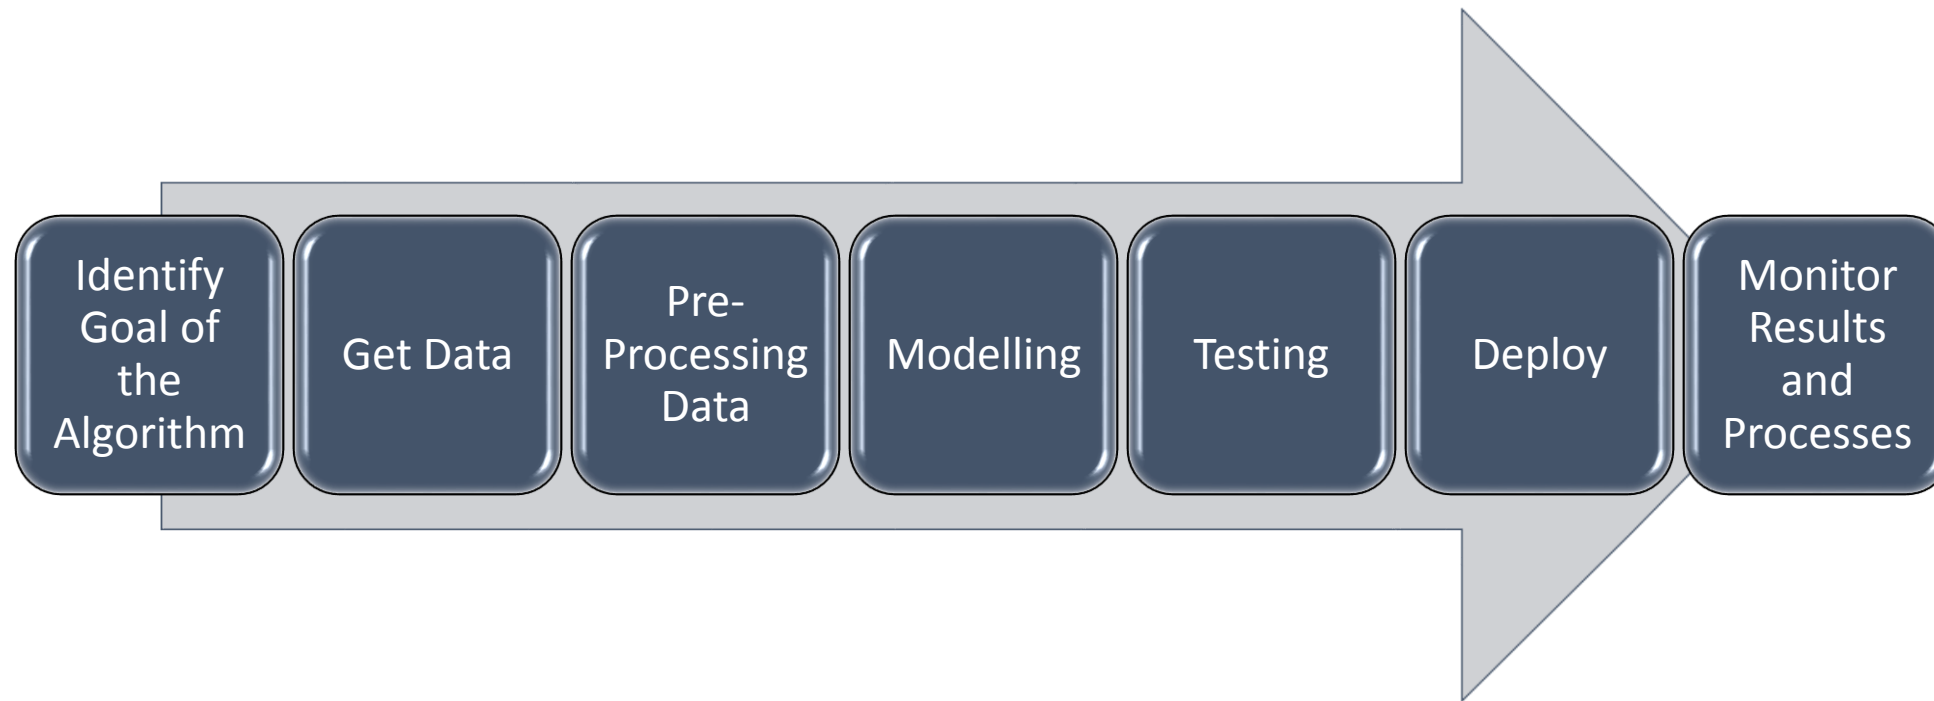 Identify
Goal of
the
Algorithm
Get Data
Pre-
Processing
Data
Modelling
Testing
Deploy
Monitor
Results
and
Processes